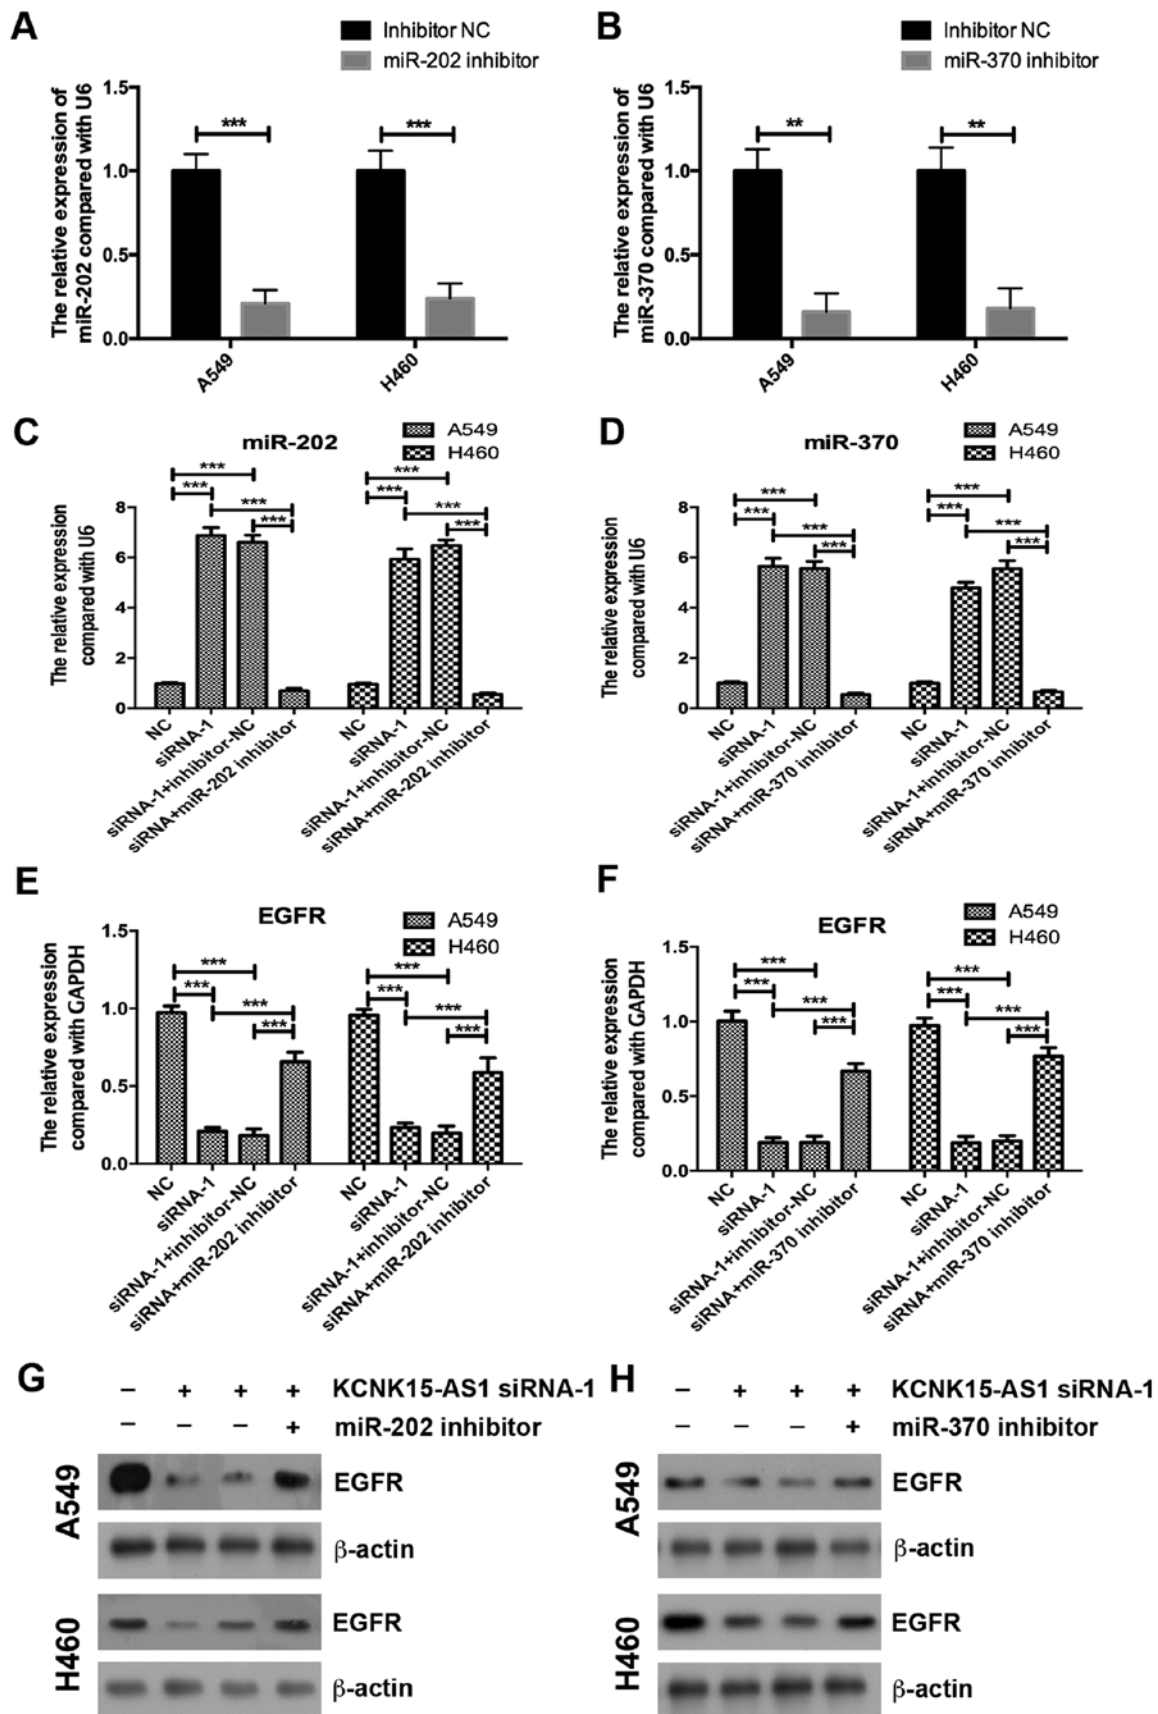 A
Inhibitor NC
miR-202 inhibitor
The relative expression of
miR-202 compared with U6
1.5
1.0
0.5
0.0
***
***
A549
H460
B
Inhibitor NC
miR-370 inhibitor
The relative expression of
miR-370 compared with U6
1.5
1.0
0.5
0.0
**
**
A549
H460
C
miR-202
A549
H460
The relative expression
compared with U6
8
6
4
2
0
***
***
***
***
***
***
***
***
NC
siRNA-1
siRNA-1+inhibitor-NC
siRNA+miR-202 inhibitor
NC
siRNA-1
siRNA-1+inhibitor-NC
siRNA+miR-202 inhibitor
D
miR-370
A549
H460
The relative expression
compared with U6
8
6
4
2
0
***
***
***
***
***
***
***
***
NC
siRNA-1
siRNA-1+inhibitor-NC
siRNA+miR-370 inhibitor
NC
siRNA-1
siRNA-1+inhibitor-NC
siRNA+miR-370 inhibitor
E
EGFR
A549
H460
The relative expression
compared with GAPDH
1.5
1.0
0.5
0.0
***
***
***
***
***
***
***
***
NC
siRNA-1
siRNA-1+inhibitor-NC
siRNA+miR-202 inhibitor
NC
siRNA-1
siRNA-1+inhibitor-NC
siRNA+miR-202 inhibitor
F
EGFR
A549
H460
The relative expression
compared with GAPDH
1.5
1.0
0.5
0.0
***
***
***
***
***
***
***
***
NC
siRNA-1
siRNA-1+inhibitor-NC
siRNA+miR-370 inhibitor
NC
siRNA-1
siRNA-1+inhibitor-NC
siRNA+miR-370 inhibitor
G
– + + + KCNK15-AS1 siRNA-1
– – – + miR-202 inhibitor
A549
EGFR
β-actin
H460
EGFR
β-actin
H
– + + + KCNK15-AS1 siRNA-1
– – – + miR-370 inhibitor
A549
EGFR
β-actin
H460
EGFR
β-actin